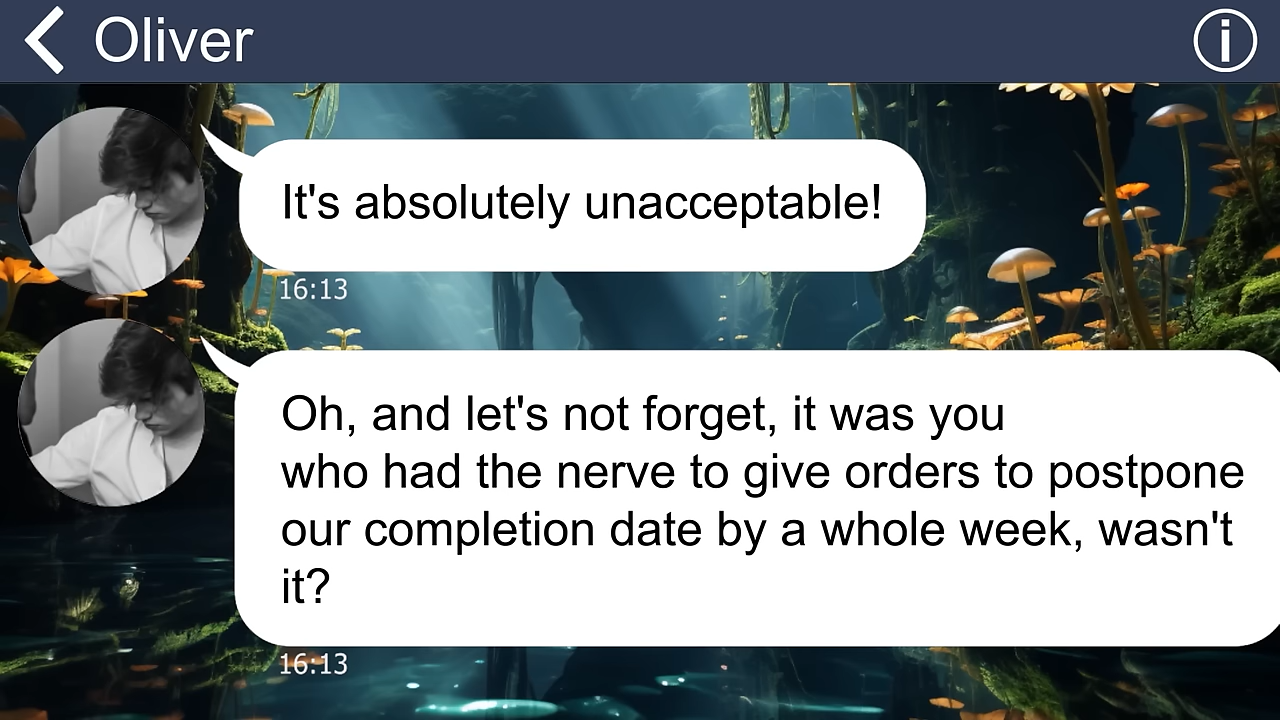 Oliver
It's absolutely unacceptable!
16:13
Oh, and let's not forget, it was you
who had the nerve to give orders to postpone
our completion date by a whole week, wasn't
it?
16:13